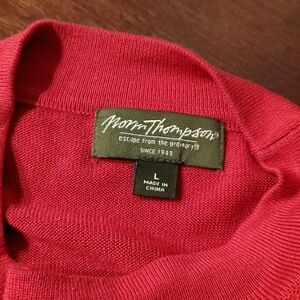 Norm Thompson®
escape from the ordinary®
SINCE 1949
L
MADE IN
CHINA